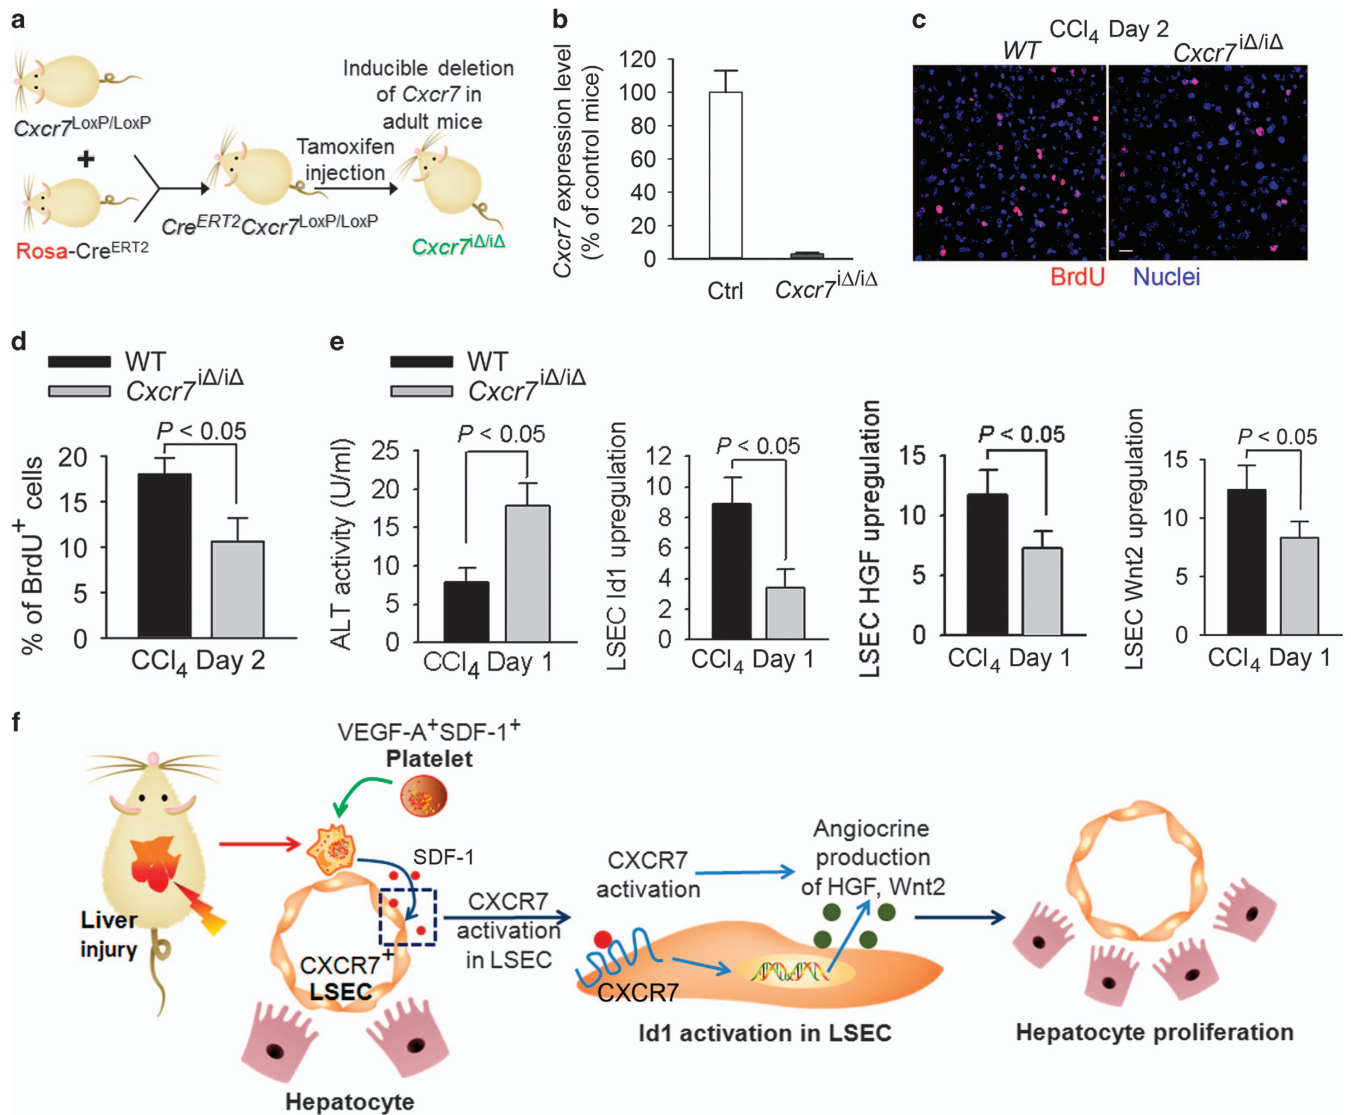 a
Cxcr7LoxP/LoxP
+
Rosa-CreERT2
CreERT2Cxcr7LoxP/LoxP
Tamoxifen
injection
Inducible deletion
of Cxcr7 in
adult mice
Cxcr7iΔ/iΔ
b
Cxcr7 expression level
(% of control mice)
120
100
80
60
40
20
0
Ctrl
Cxcr7iΔ/iΔ
c
CCl4 Day 2
WT
Cxcr7iΔ/iΔ
BrdU Nuclei
d
WT
Cxcr7iΔ/iΔ
P < 0.05
% of BrdU+ cells
20
15
10
5
0
CCl4 Day 2
e
WT
Cxcr7iΔ/iΔ
P < 0.05
ALT activity (U/ml)
25
20
15
10
5
0
CCl4 Day 1
P < 0.05
LSEC Id1 upregulation
12
10
8
6
4
2
0
CCl4 Day 1
P < 0.05
LSEC HGF upregulation
15
10
5
0
CCl4 Day 1
P < 0.05
LSEC Wnt2 upregulation
15
10
5
0
CCl4 Day 1
f
Liver
injury
VEGF-A+SDF-1+
Platelet
SDF-1
CXCR7+
LSEC
Hepatocyte
CXCR7
activation
in LSEC
CXCR7
activation
Angiocrine
production
of HGF, Wnt2
CXCR7
Id1 activation in LSEC
Hepatocyte proliferation